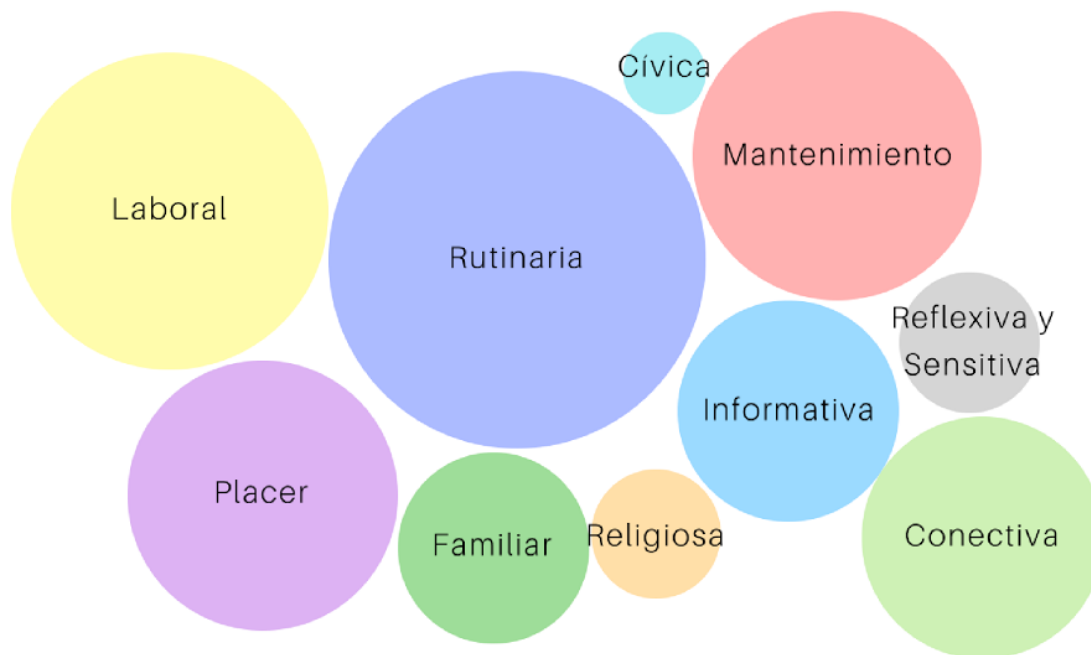 Cívica
Mantenimiento
Laboral
Rutinaria
Reflexiva y
Sensitiva
Informativa
Placer
Familiar
Religiosa
Conectiva